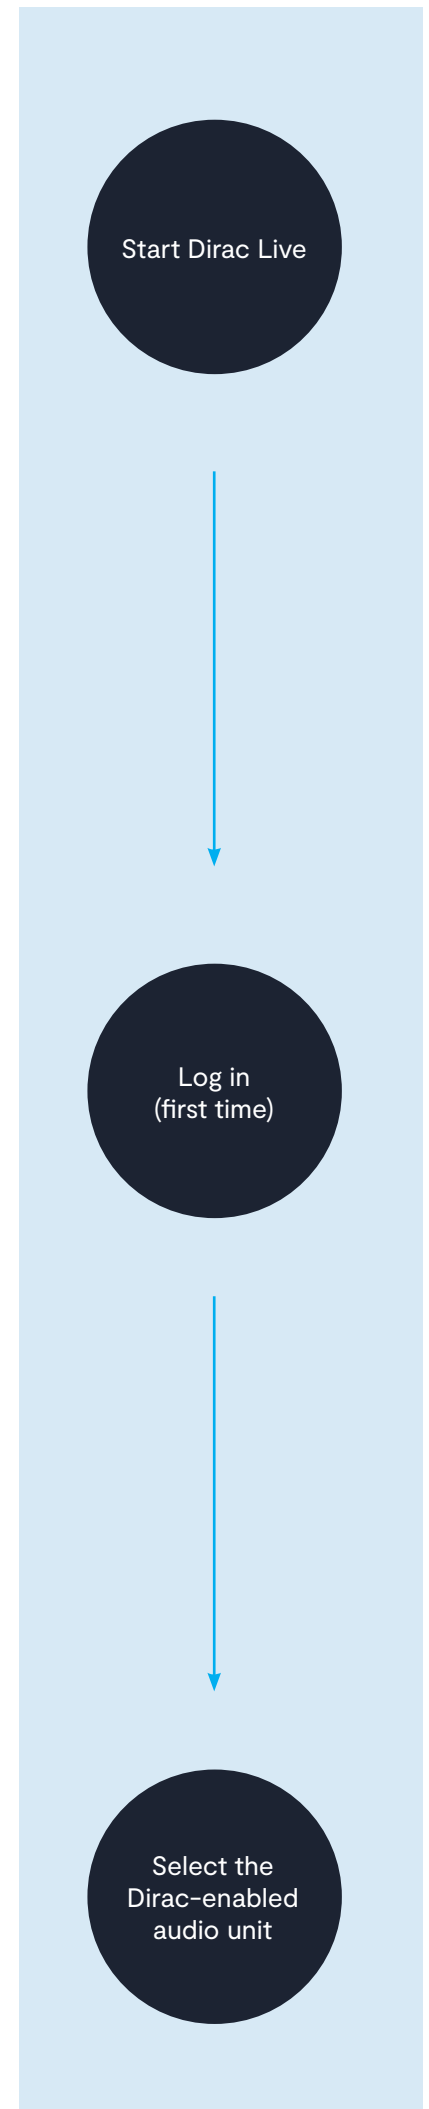 Start Dirac Live
Log in
(first time)
Select the
Dirac-enabled
audio unit